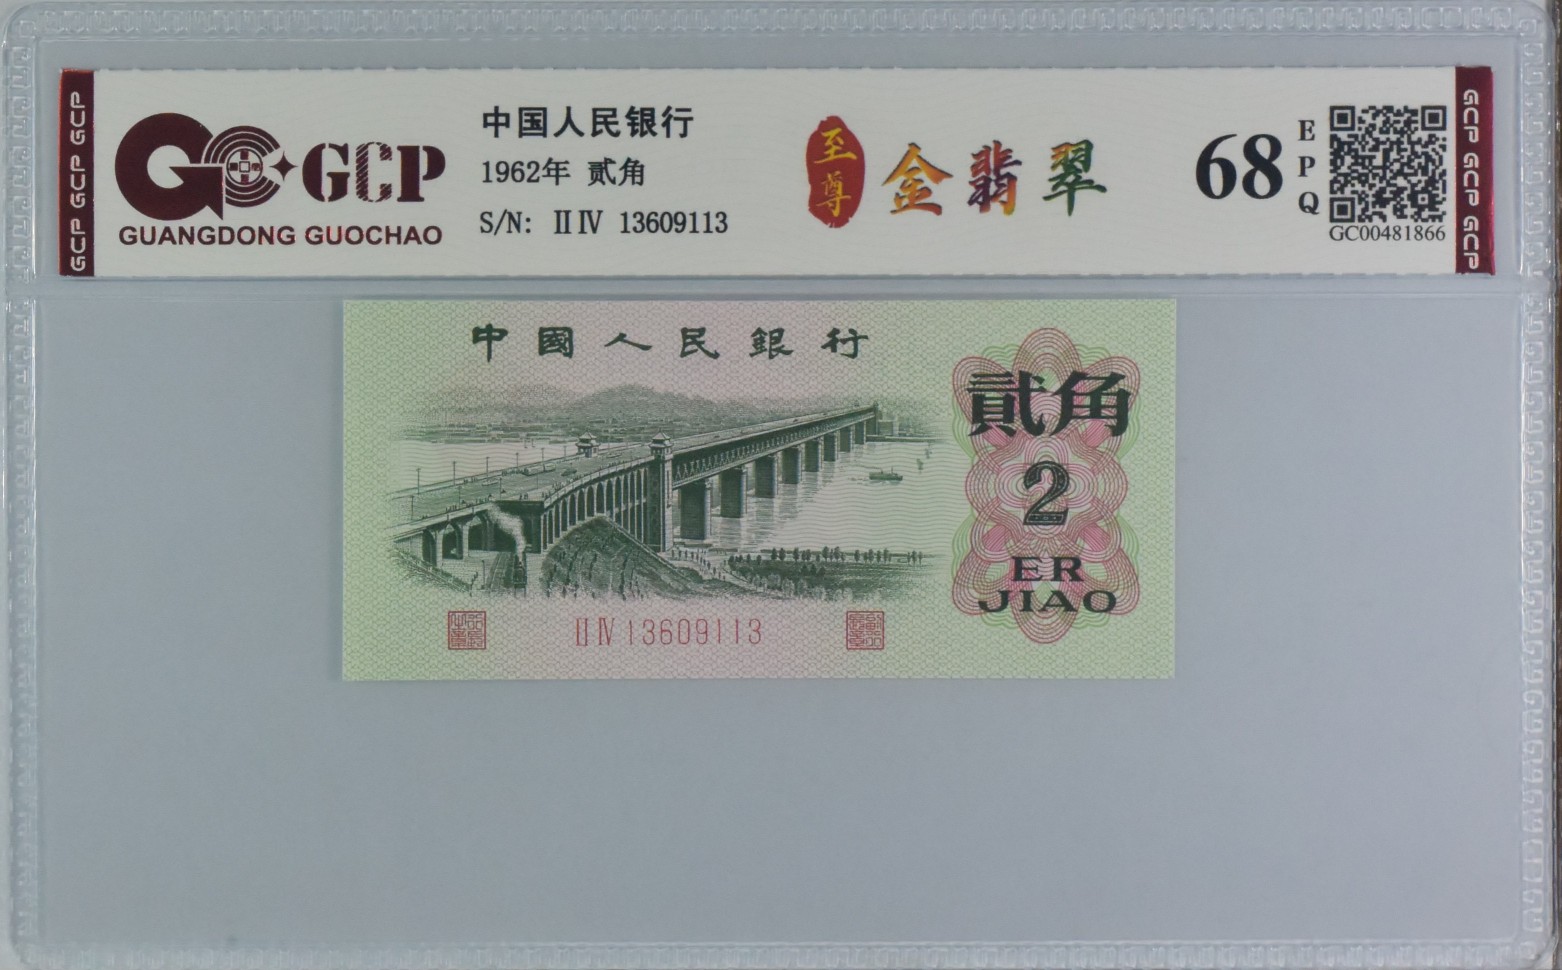 GCP GCP GCP
GCP
GUANGDONG GUOCHAO
中国人民银行
1962年 贰角
S/N: ⅡⅣ 13609113
至尊
金翡翠
68
EPQ
GC00481866
GCP GCP GCP
中國人民銀行
貳角
2
ER
JIAO
ⅡⅣ 13609113